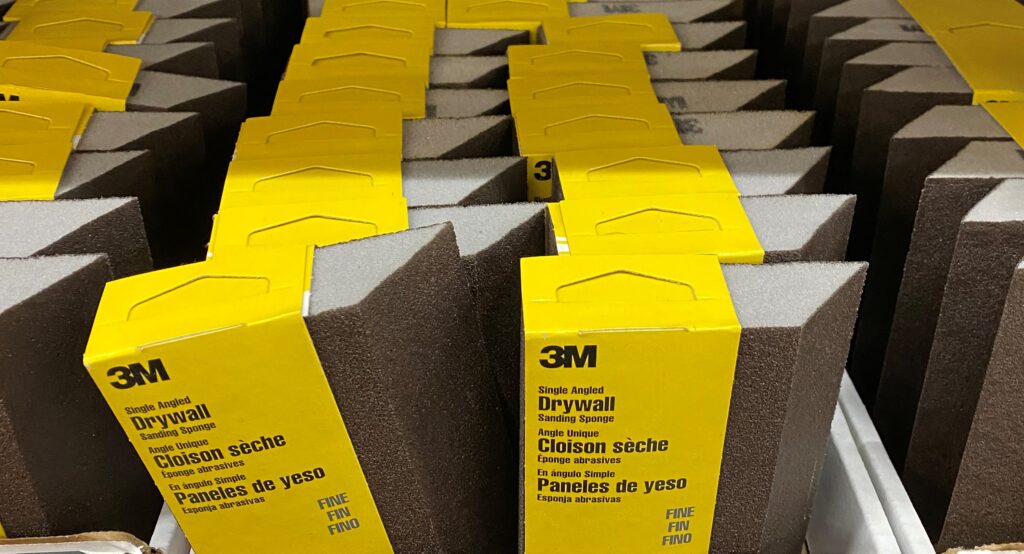 3M
Single Angled
Drywall
Sanding Sponge
Angle Unique
Cloison sèche
Éponge abrasives
En ángulo Simple
Paneles de yeso
Esponja abrasivas
FINE
FIN
FINO
3M
Single Angled
Drywall
Sanding Sponge
Angle Unique
Cloison sèche
Éponge abrasives
En ángulo Simple
Paneles de yeso
Esponja abrasivas
FINE
FIN
FINO